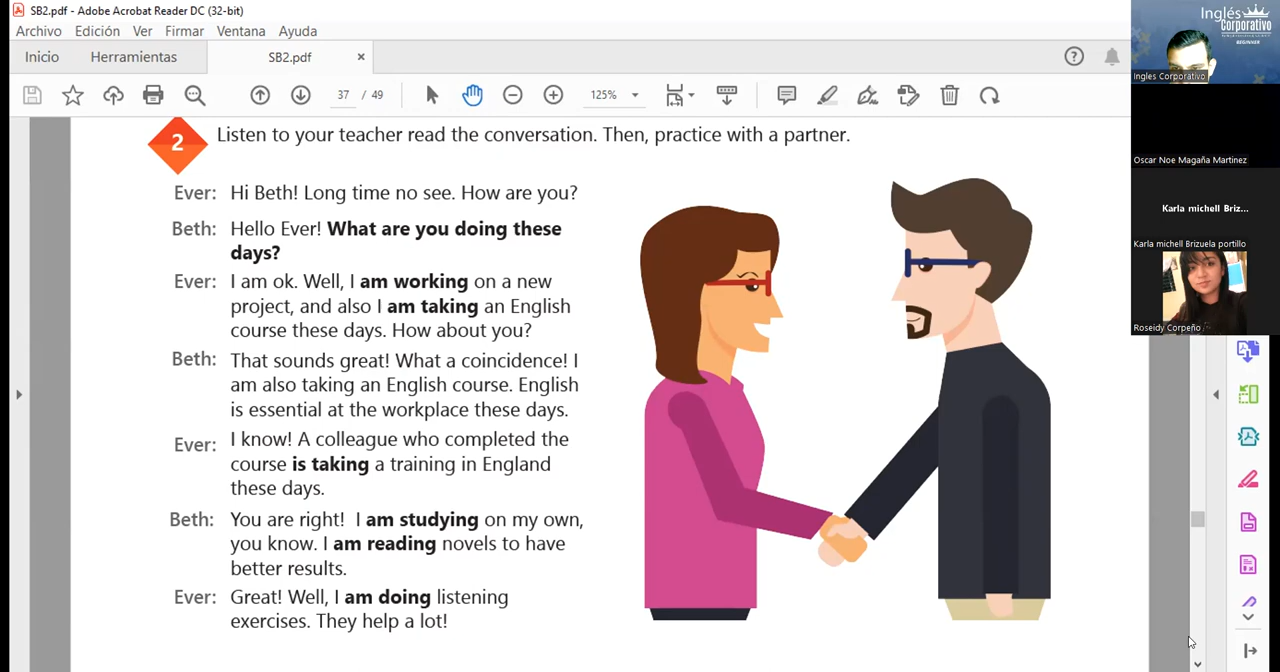 SB2.pdf - Adobe Acrobat Reader DC (32-bit)
Archivo Edición Ver Firmar Ventana Ayuda
Inicio Herramientas SB2.pdf ×
37 / 49 125%
2 Listen to your teacher read the conversation. Then, practice with a partner.
Ever: Hi Beth! Long time no see. How are you?
Beth: Hello Ever! What are you doing these
days?
Ever: I am ok. Well, I am working on a new
project, and also I am taking an English
course these days. How about you?
Beth: That sounds great! What a coincidence! I
am also taking an English course. English
is essential at the workplace these days.
Ever: I know! A colleague who completed the
course is taking a training in England
these days.
Beth: You are right! I am studying on my own,
you know. I am reading novels to have
better results.
Ever: Great! Well, I am doing listening
exercises. They help a lot!
Inglés
Corporativo
BEGINNER
Ingles Corporativo
Oscar Noe Magaña Martinez
Karla michell Briz...
Karla michell Brizuela portillo
Roseidy Corpeño